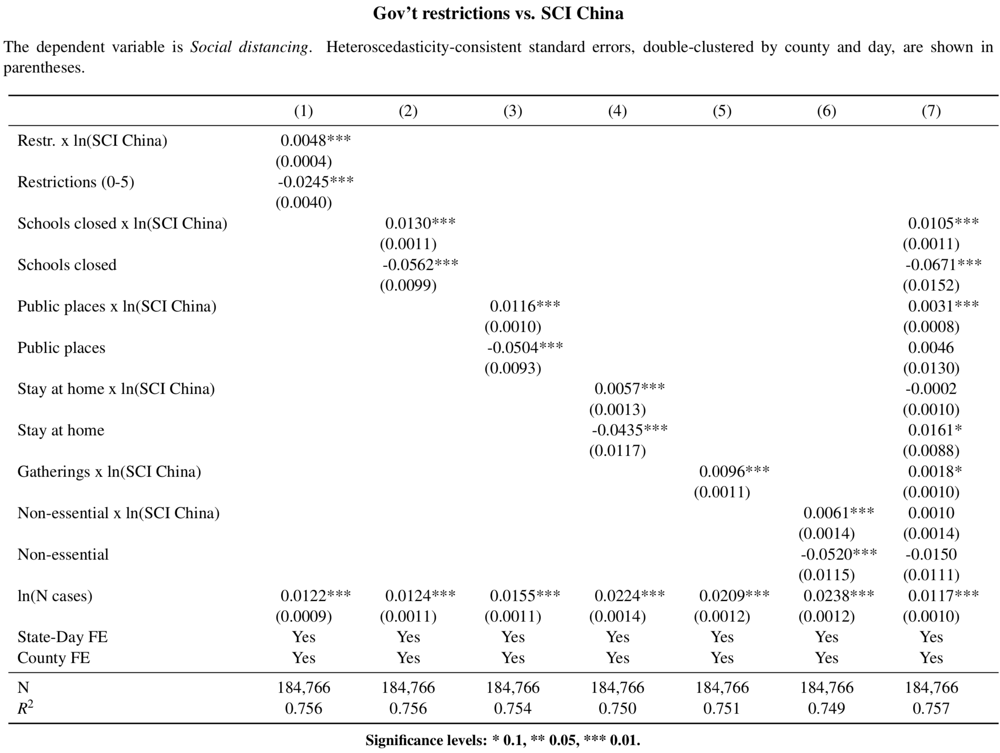 Gov't restrictions vs. SCI China
The dependent variable is Social distancing. Heteroscedasticity-consistent standard errors, double-clustered by county and day, are shown in
parentheses.
(1) (2) (3) (4) (5) (6) (7)
Restr. x ln(SCI China) 0.0048***
(0.0004)
Restrictions (0-5) -0.0245***
(0.0040)
Schools closed x ln(SCI China) 0.0130*** 0.0105***
(0.0011) (0.0011)
Schools closed -0.0562*** -0.0671***
(0.0099) (0.0152)
Public places x ln(SCI China) 0.0116*** 0.0031***
(0.0010) (0.0008)
Public places -0.0504*** 0.0046
(0.0093) (0.0130)
Stay at home x ln(SCI China) 0.0057*** -0.0002
(0.0013) (0.0010)
Stay at home -0.0435*** 0.0161*
(0.0117) (0.0088)
Gatherings x ln(SCI China) 0.0096*** 0.0018*
(0.0011) (0.0010)
Non-essential x ln(SCI China) 0.0061*** 0.0010
(0.0014) (0.0014)
Non-essential -0.0520*** -0.0150
(0.0115) (0.0111)
ln(N cases) 0.0122*** 0.0124*** 0.0155*** 0.0224*** 0.0209*** 0.0238*** 0.0117***
(0.0009) (0.0011) (0.0011) (0.0014) (0.0012) (0.0012) (0.0010)
State-Day FE Yes Yes Yes Yes Yes Yes Yes
County FE Yes Yes Yes Yes Yes Yes Yes
N 184,766 184,766 184,766 184,766 184,766 184,766 184,766
R² 0.756 0.756 0.754 0.750 0.751 0.749 0.757
Significance levels: * 0.1, ** 0.05, *** 0.01.